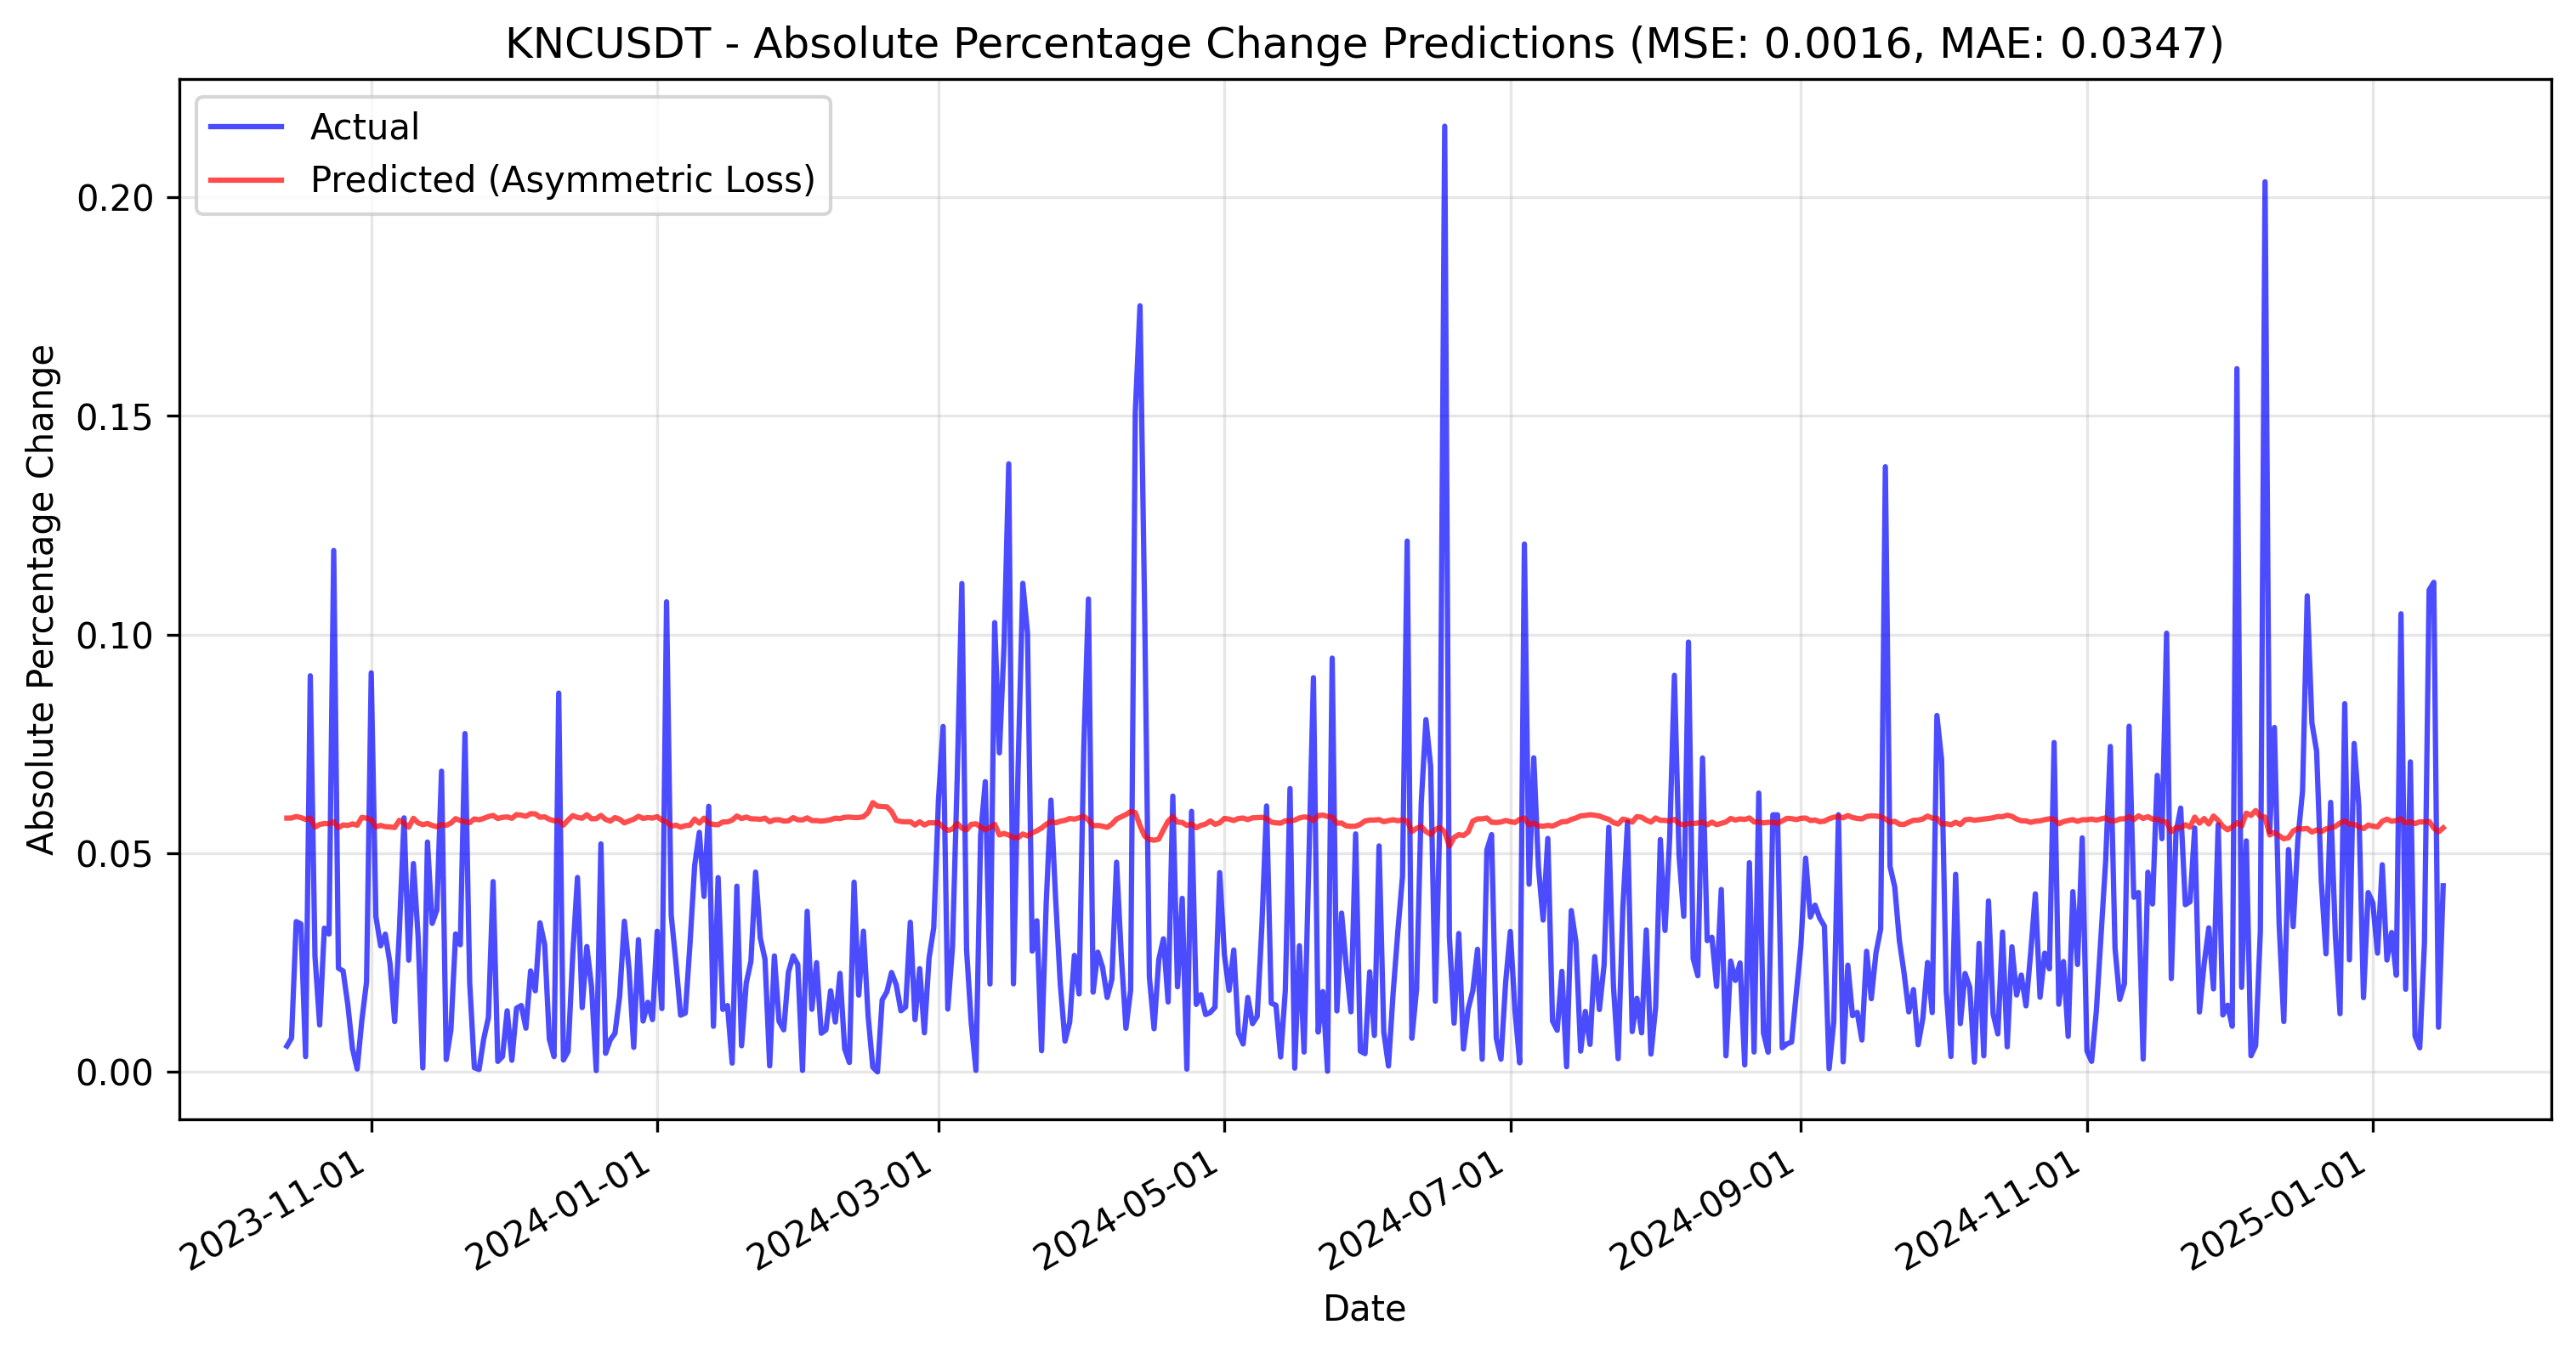 KNCUSDT - Absolute Percentage Change Predictions (MSE: 0.0016, MAE: 0.0347)
Actual
Predicted (Asymmetric Loss)
Absolute Percentage Change
0.20
0.15
0.10
0.05
0.00
2023-11-01
2024-01-01
2024-03-01
2024-05-01
2024-07-01
2024-09-01
2024-11-01
2025-01-01
Date